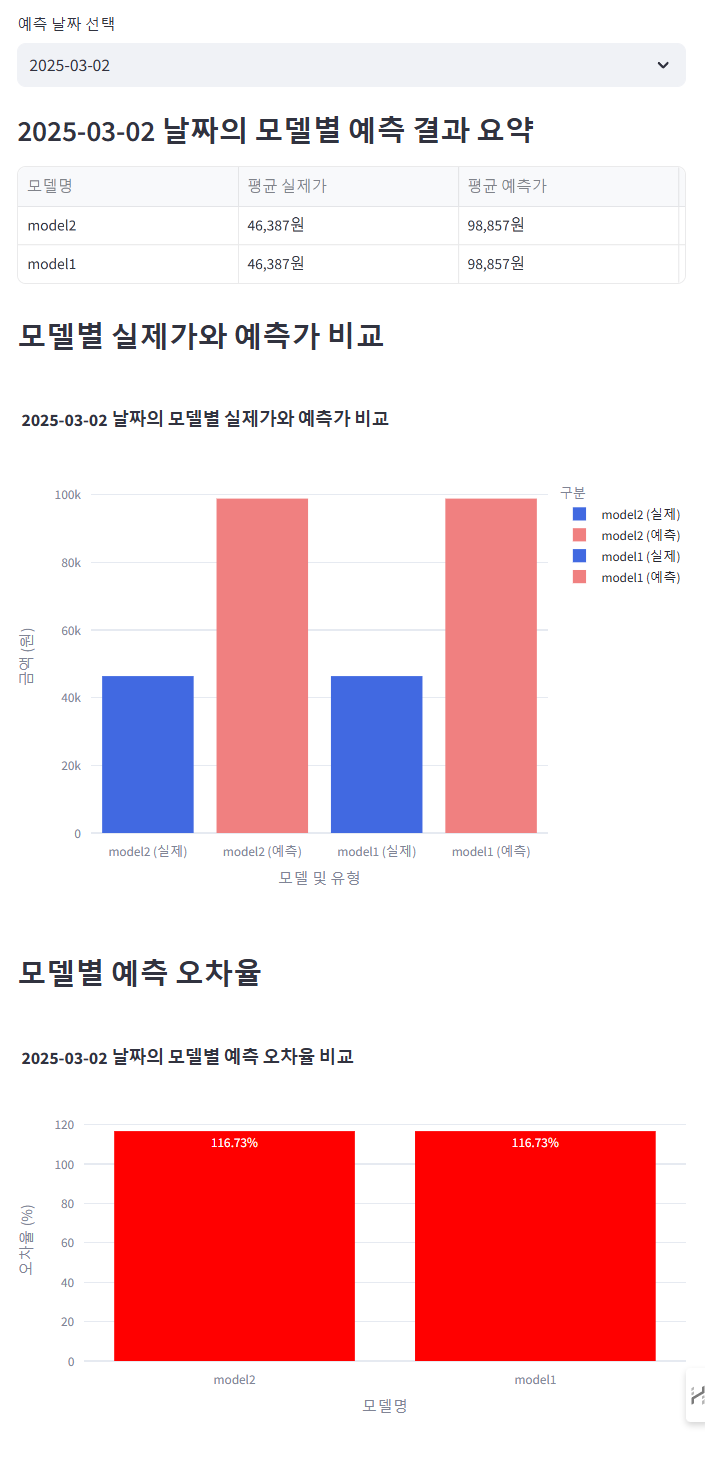 예측 날짜 선택
2025-03-02
2025-03-02 날짜의 모델별 예측 결과 요약
모델명 평균 실제가 평균 예측가
model2 46,387원 98,857원
model1 46,387원 98,857원
모델별 실제가와 예측가 비교
2025-03-02 날짜의 모델별 실제가와 예측가 비교
구분
model2 (실제)
model2 (예측)
model1 (실제)
model1 (예측)
100k
80k
60k
40k
20k
0
금액 (원)
model2 (실제) model2 (예측) model1 (실제) model1 (예측)
모델 및 유형
모델별 예측 오차율
2025-03-02 날짜의 모델별 예측 오차율 비교
120
100
80
60
40
20
0
오차율 (%)
116.73% 116.73%
model2 model1
모델명